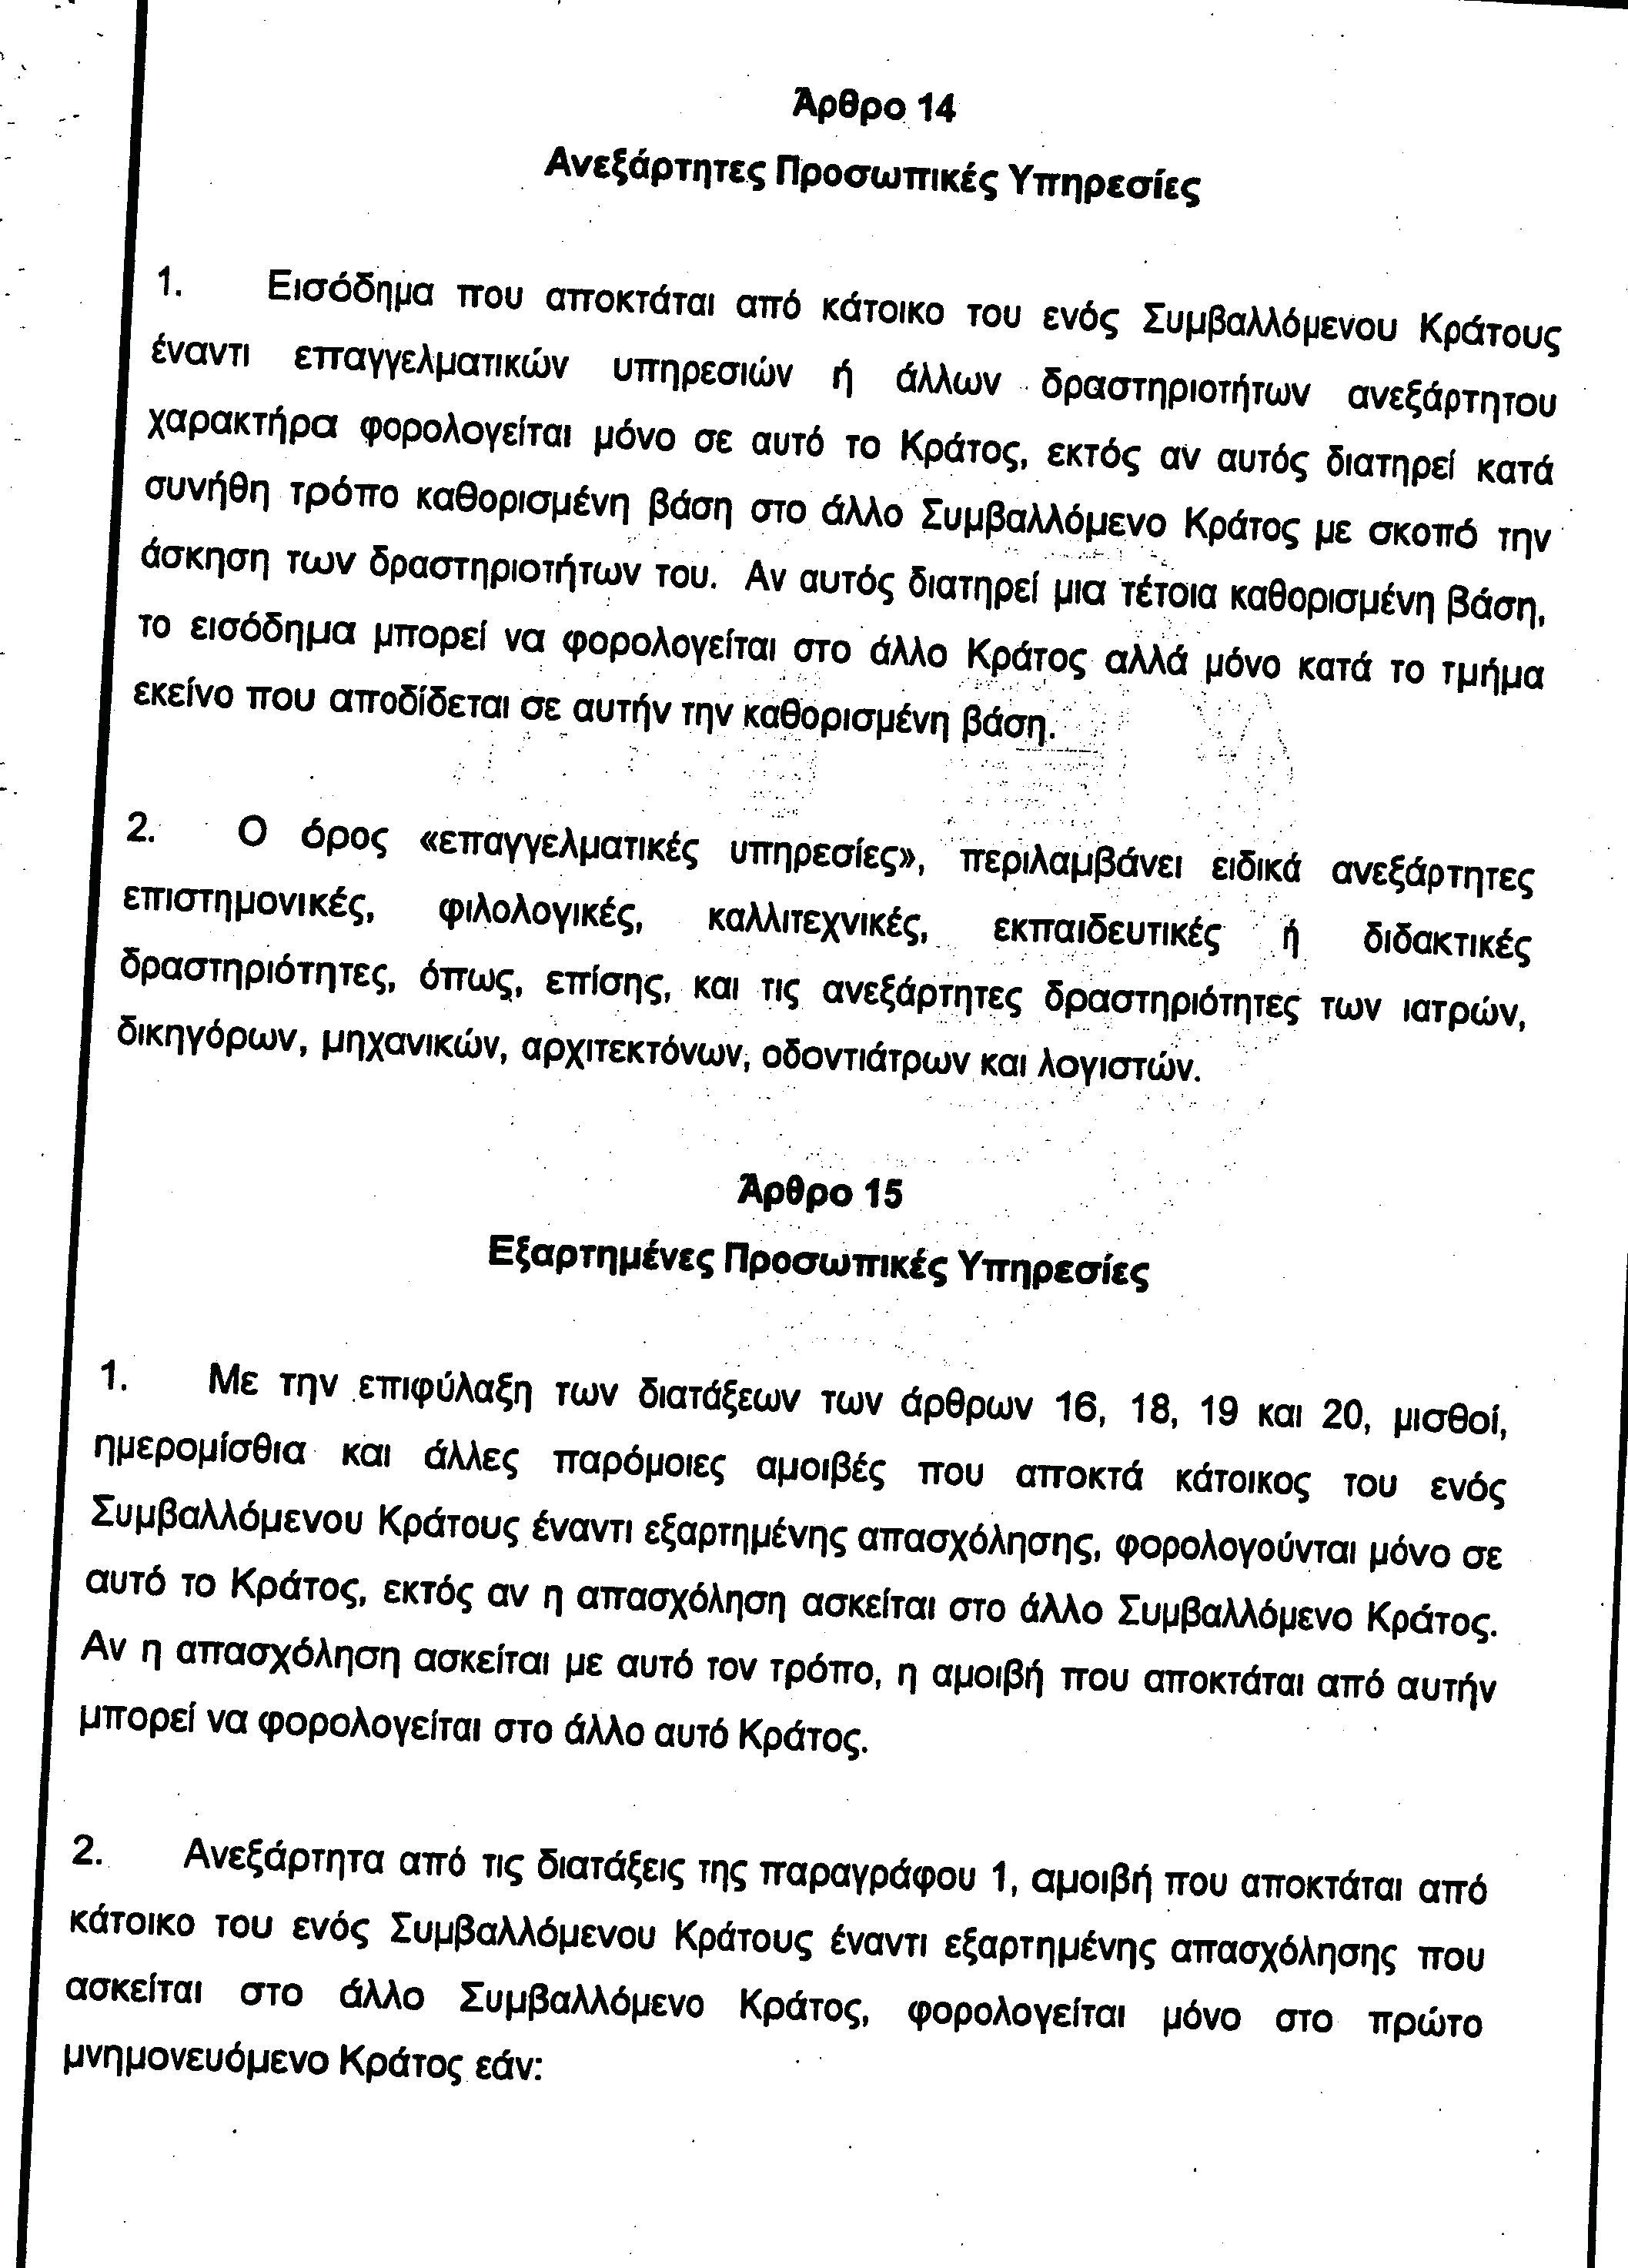 Άρθρο 14
Ανεξάρτητες Προσωπικές Υπηρεσίες
1. Εισόδημα που αποκτάται από κάτοικο του ενός Συμβαλλόμενου Κράτους
έναντι επαγγελματικών υπηρεσιών ή άλλων δραστηριοτήτων ανεξάρτητου
χαρακτήρα φορολογείται μόνο σε αυτό το Κράτος, εκτός αν αυτός διατηρεί κατά
συνήθη τρόπο καθορισμένη βάση στο άλλο Συμβαλλόμενο Κράτος με σκοπό την
άσκηση των δραστηριοτήτων του. Αν αυτός διατηρεί μια τέτοια καθορισμένη βάση,
το εισόδημα μπορεί να φορολογείται στο άλλο Κράτος αλλά μόνο κατά το τμήμα
εκείνο που αποδίδεται σε αυτήν την καθορισμένη βάση.
2. Ο όρος «επαγγελματικές υπηρεσίες», περιλαμβάνει ειδικά ανεξάρτητες
επιστημονικές, φιλολογικές, καλλιτεχνικές, εκπαιδευτικές ή διδακτικές
δραστηριότητες, όπως, επίσης, και τις ανεξάρτητες δραστηριότητες των ιατρών,
δικηγόρων, μηχανικών, αρχιτεκτόνων, οδοντιάτρων και λογιστών.
Άρθρο 15
Εξαρτημένες Προσωπικές Υπηρεσίες
1. Με την επιφύλαξη των διατάξεων των άρθρων 16, 18, 19 και 20, μισθοί,
ημερομίσθια και άλλες παρόμοιες αμοιβές που αποκτά κάτοικος του ενός
Συμβαλλόμενου Κράτους έναντι εξαρτημένης απασχόλησης, φορολογούνται μόνο σε
αυτό το Κράτος, εκτός αν η απασχόληση ασκείται στο άλλο Συμβαλλόμενο Κράτος.
Αν η απασχόληση ασκείται με αυτό τον τρόπο, η αμοιβή που αποκτάται από αυτήν
μπορεί να φορολογείται στο άλλο αυτό Κράτος.
2. Ανεξάρτητα από τις διατάξεις της παραγράφου 1, αμοιβή που αποκτάται από
κάτοικο του ενός Συμβαλλόμενου Κράτους έναντι εξαρτημένης απασχόλησης που
ασκείται στο άλλο Συμβαλλόμενο Κράτος, φορολογείται μόνο στο πρώτο
μνημονευόμενο Κράτος εάν: